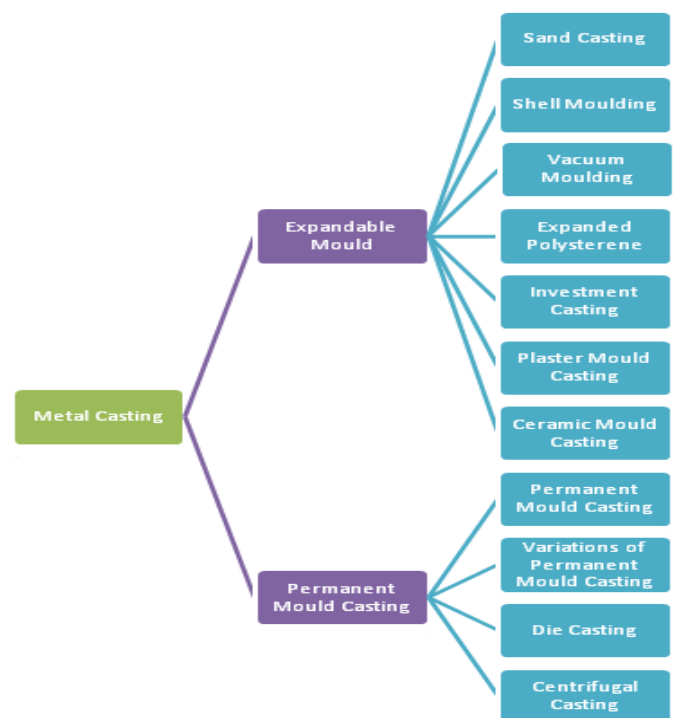 Metal Casting
Expandable
Mould
Sand Casting
Shell Moulding
Vacuum
Moulding
Expanded
Polysterene
Investment
Casting
Plaster Mould
Casting
Ceramic Mould
Casting
Permanent
Mould Casting
Permanent
Mould Casting
Variations of
Permanent
Mould Casting
Die Casting
Centrifugal
Casting